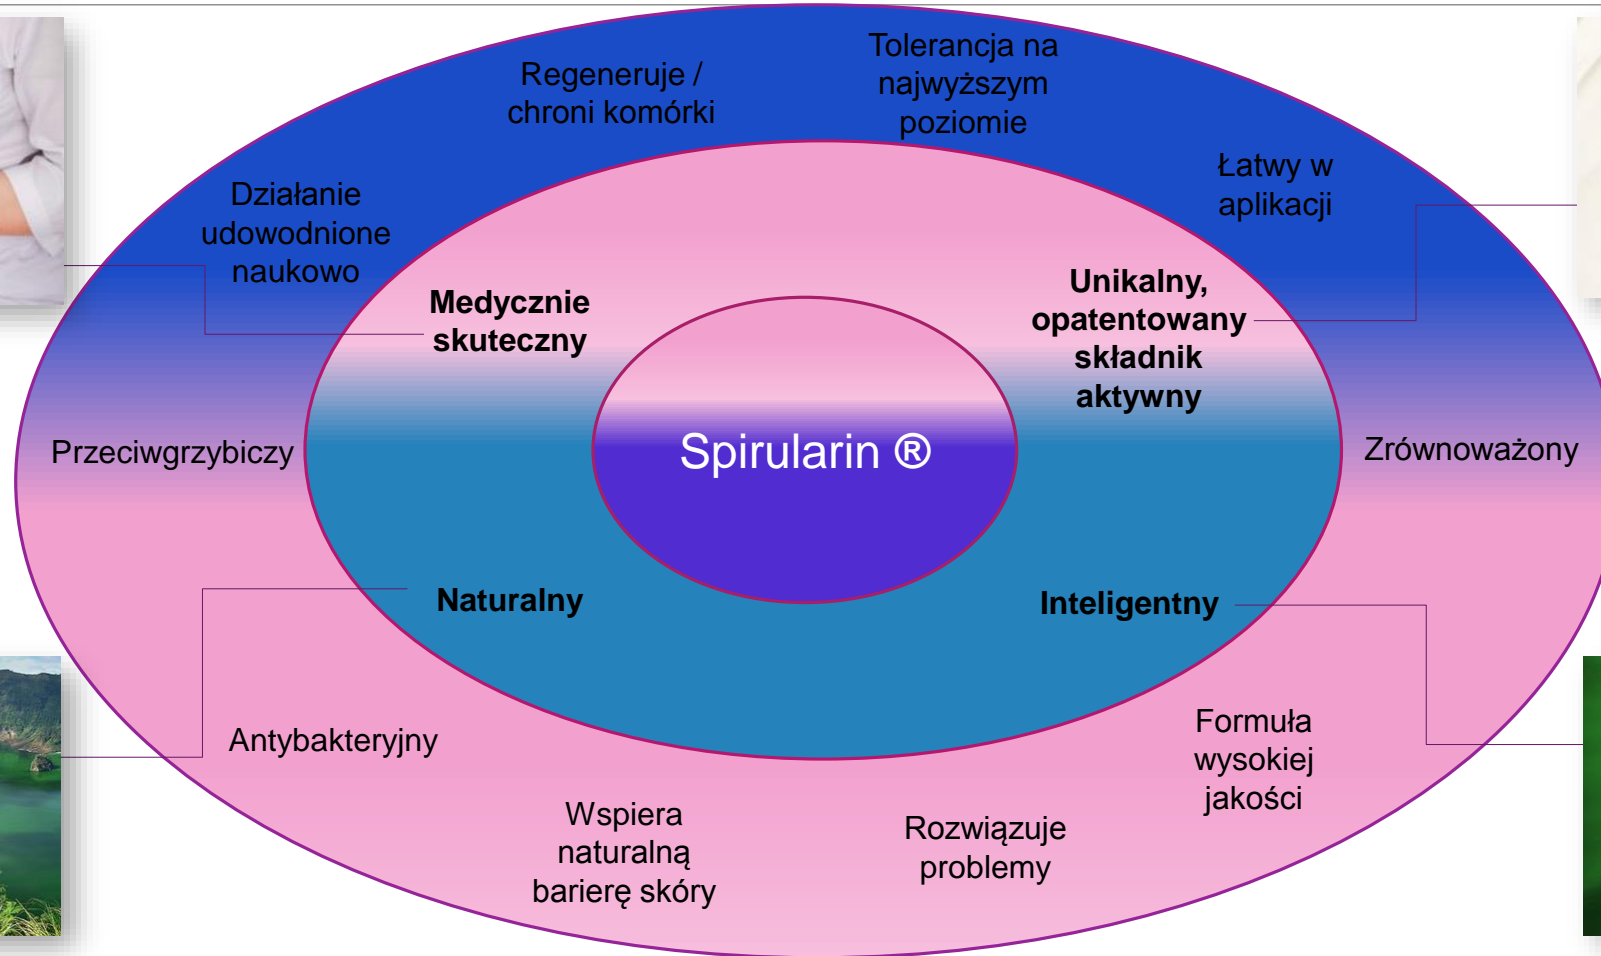 Regeneruje /
chroni komórki
Tolerancja na
najwyższym
poziomie
Działanie
udowodnione
naukowo
Łatwy w
aplikacji
Medycznie
skuteczny
Unikalny,
opatentowany
składnik
aktywny
Przeciwgrzybiczy
Spirularin ®
Zrównoważony
Naturalny
Inteligentny
Antybakteryjny
Formuła
wysokiej
jakości
Wspiera
naturalną
barierę skóry
Rozwiązuje
problemy